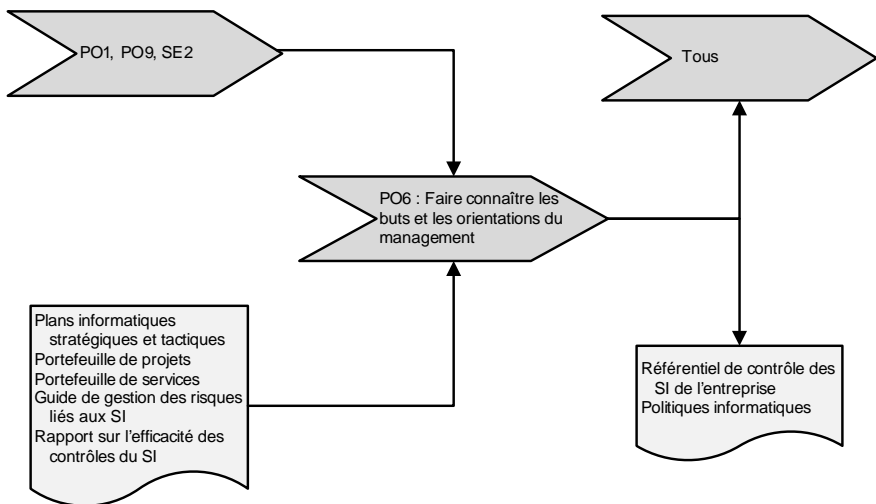 PO1, PO9, SE2
Tous
PO6 : Faire connaître les
buts et les orientations du
management
Plans informatiques
stratégiques et tactiques
Portefeuille de projets
Portefeuille de services
Guide de gestion des risques
liés aux SI
Rapport sur l'efficacité des
contrôles du SI
Référentiel de contrôle des
SI de l'entreprise
Politiques informatiques